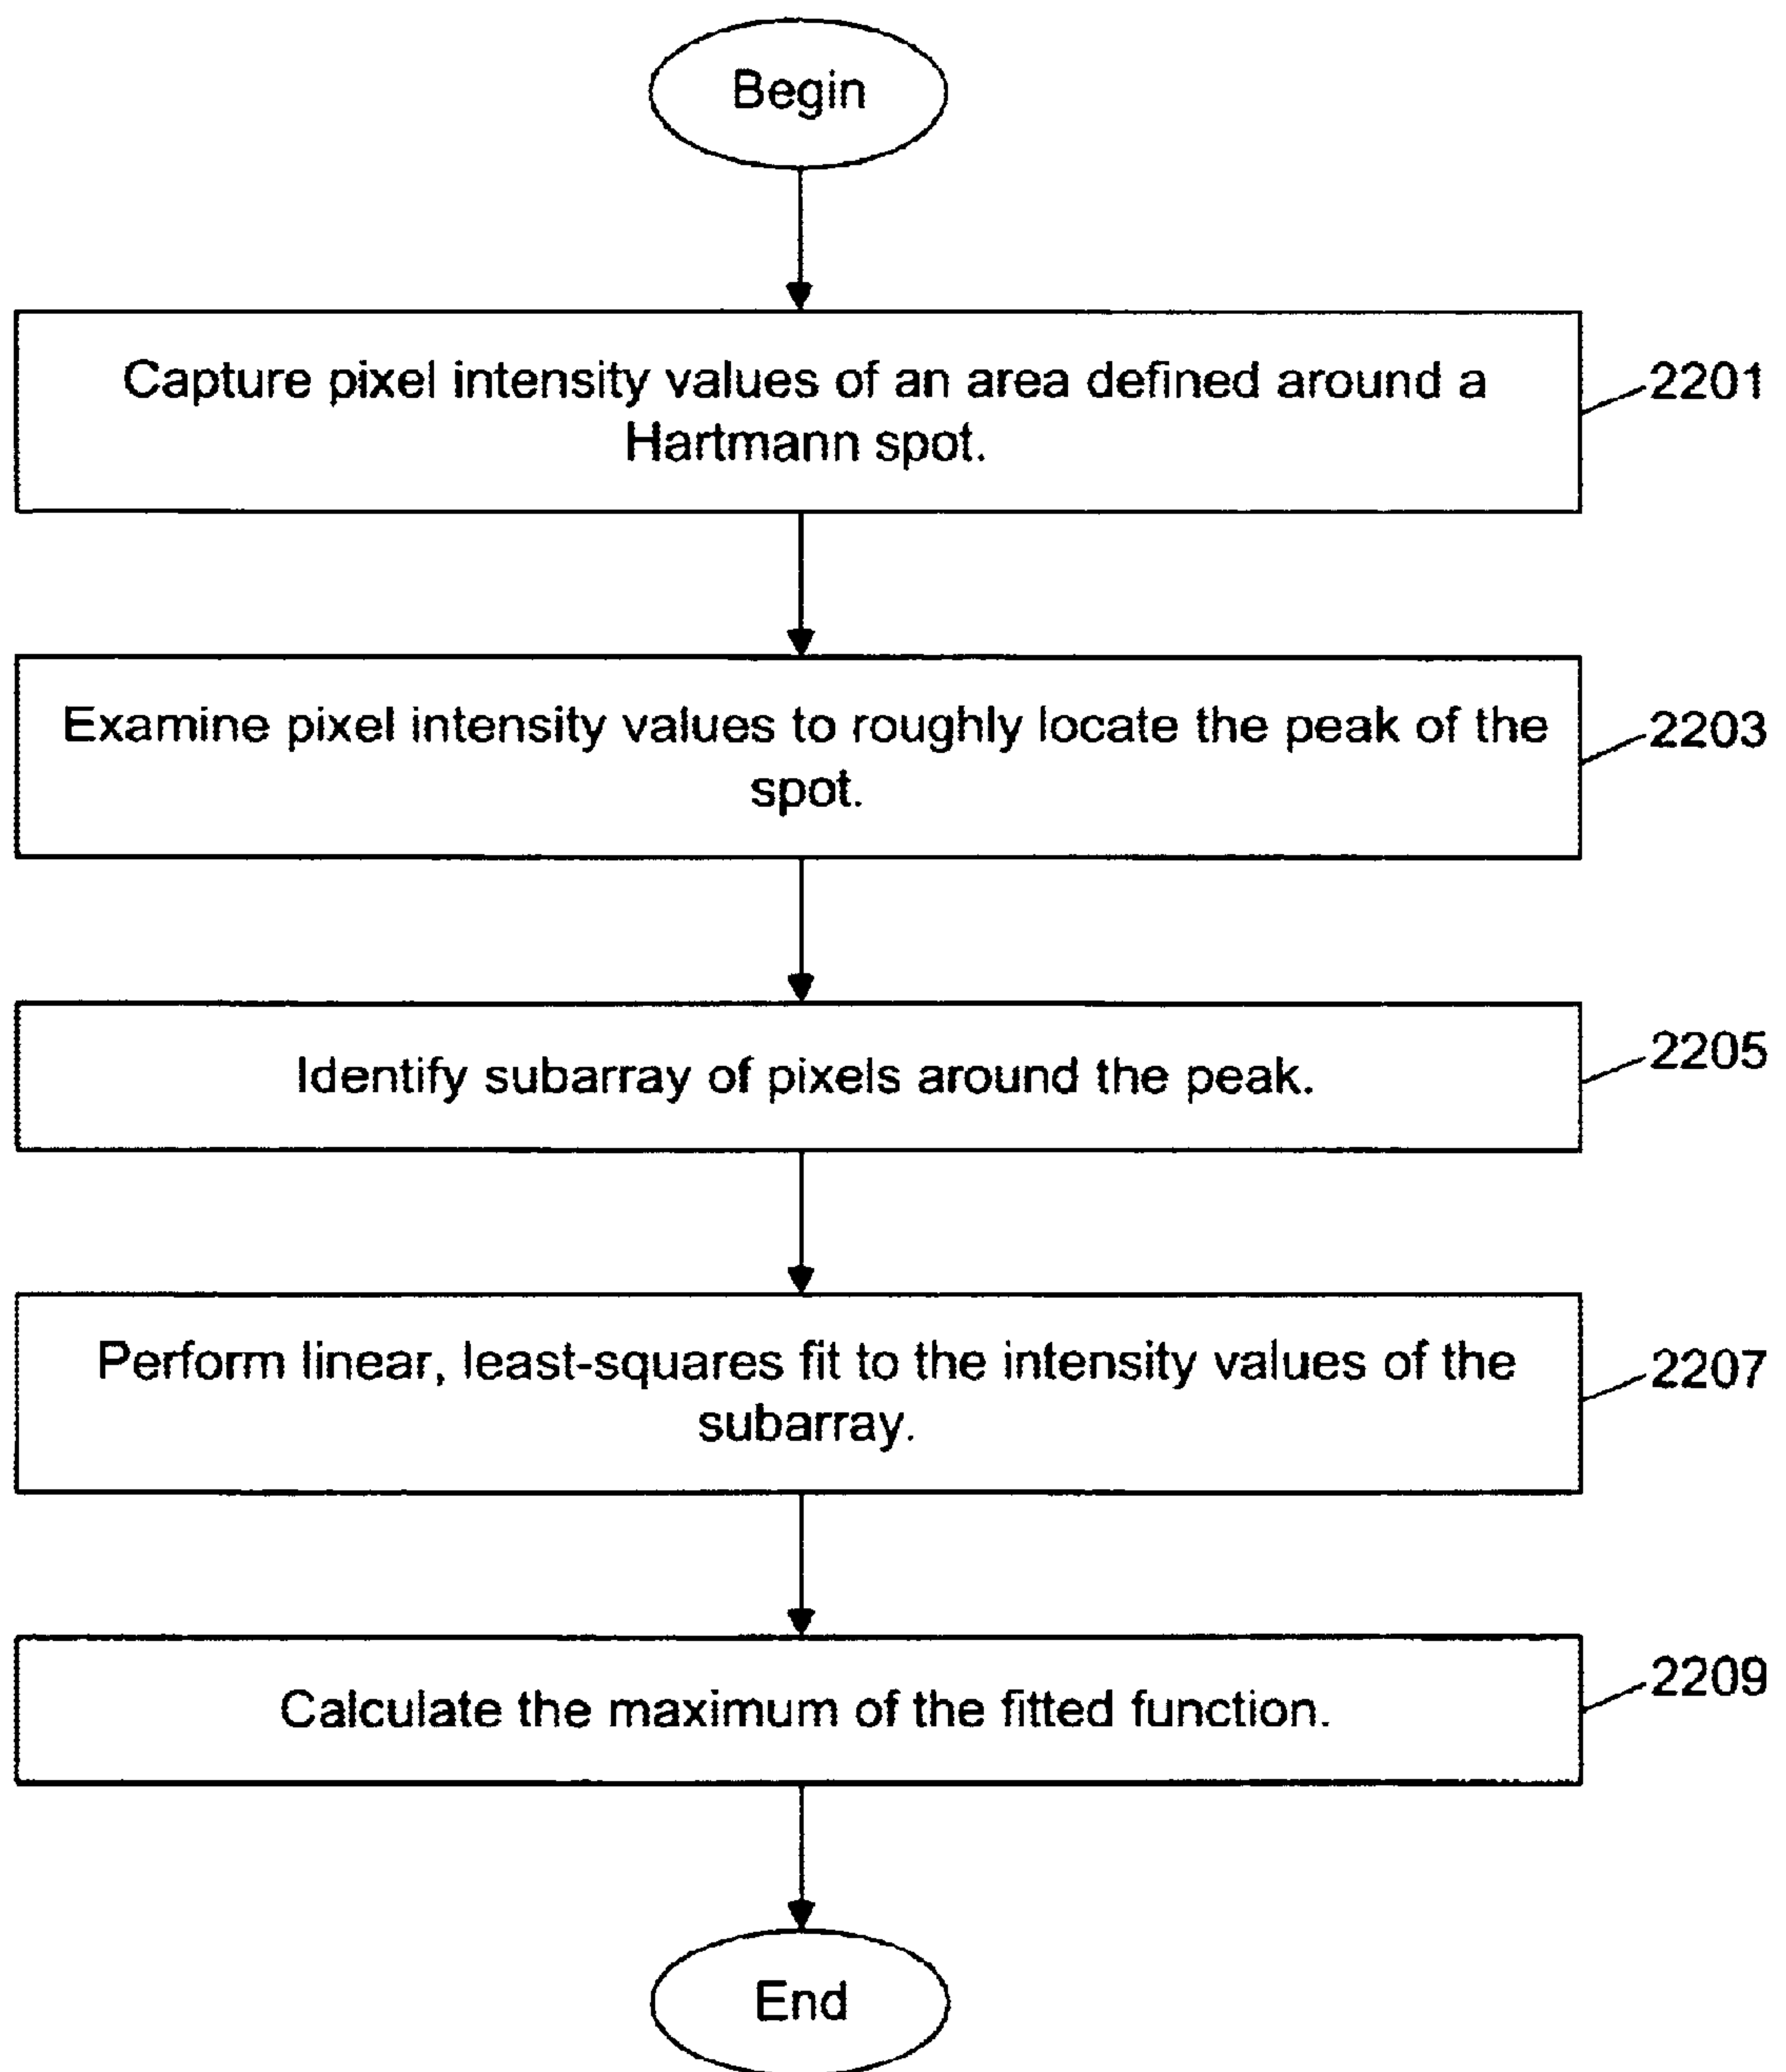 Begin
Capture pixel intensity values of an area defined around a
Hartmann spot.
2201
Examine pixel intensity values to roughly locate the peak of the
spot.
2203
Identify subarray of pixels around the peak.
2205
Perform linear, least-squares fit to the intensity values of the
subarray.
2207
Calculate the maximum of the fitted function.
2209
End